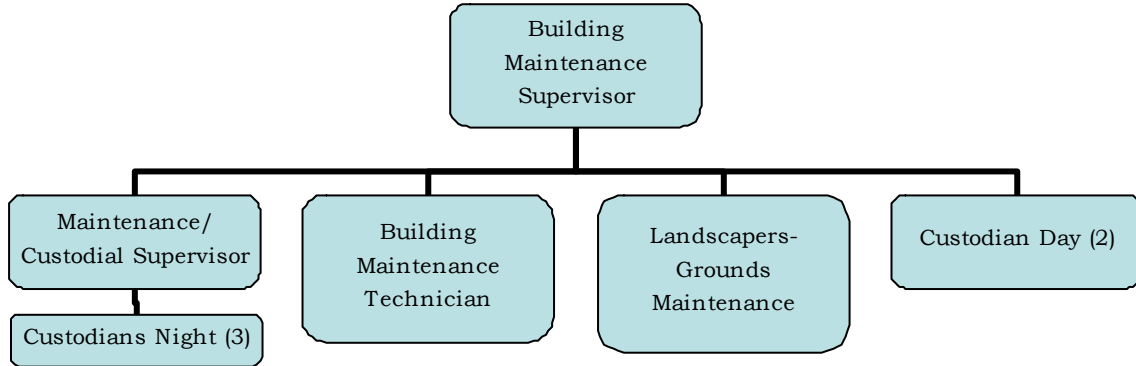 Building
Maintenance
Supervisor
Maintenance/
Custodial Supervisor
Building
Maintenance
Technician
Landscapers-
Grounds
Maintenance
Custodian Day (2)
Custodians Night (3)